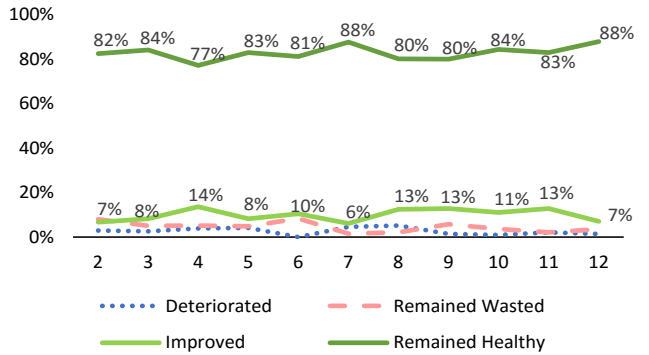 100%
82% 84% 77% 83% 81% 88% 80% 80% 84% 83% 88%
80%
60%
40%
20%
7% 8% 14% 8% 10% 6% 13% 13% 11% 13% 7%
0%
2 3 4 5 6 7 8 9 10 11 12
Deteriorated Remained Wasted
Improved Remained Healthy